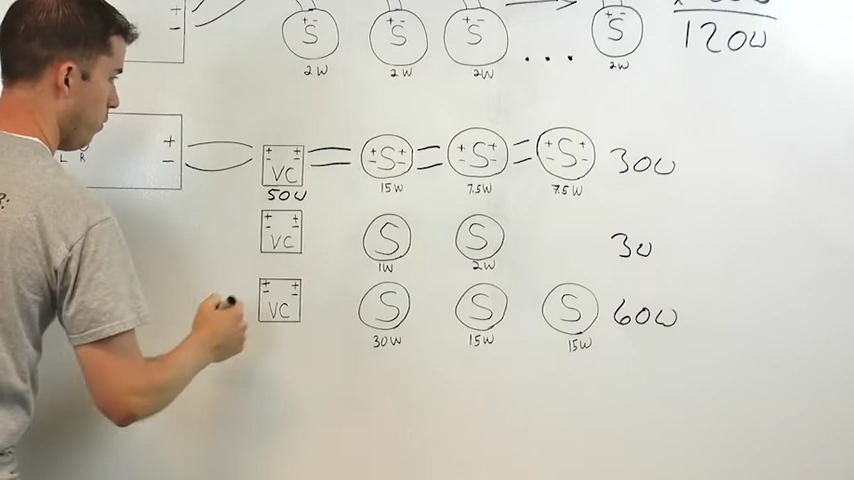 + + - + - + - + -
- S S S S 120W
2W 2W 2W . . . 2W
L R + - + - + - VC + - S + - + - S + - + - S + - 30W
50W 15W 7.5W 7.5W
+ - + - VC S S 3W
1W 2W
+ - + - VC S S S 60W
30W 15W 15W